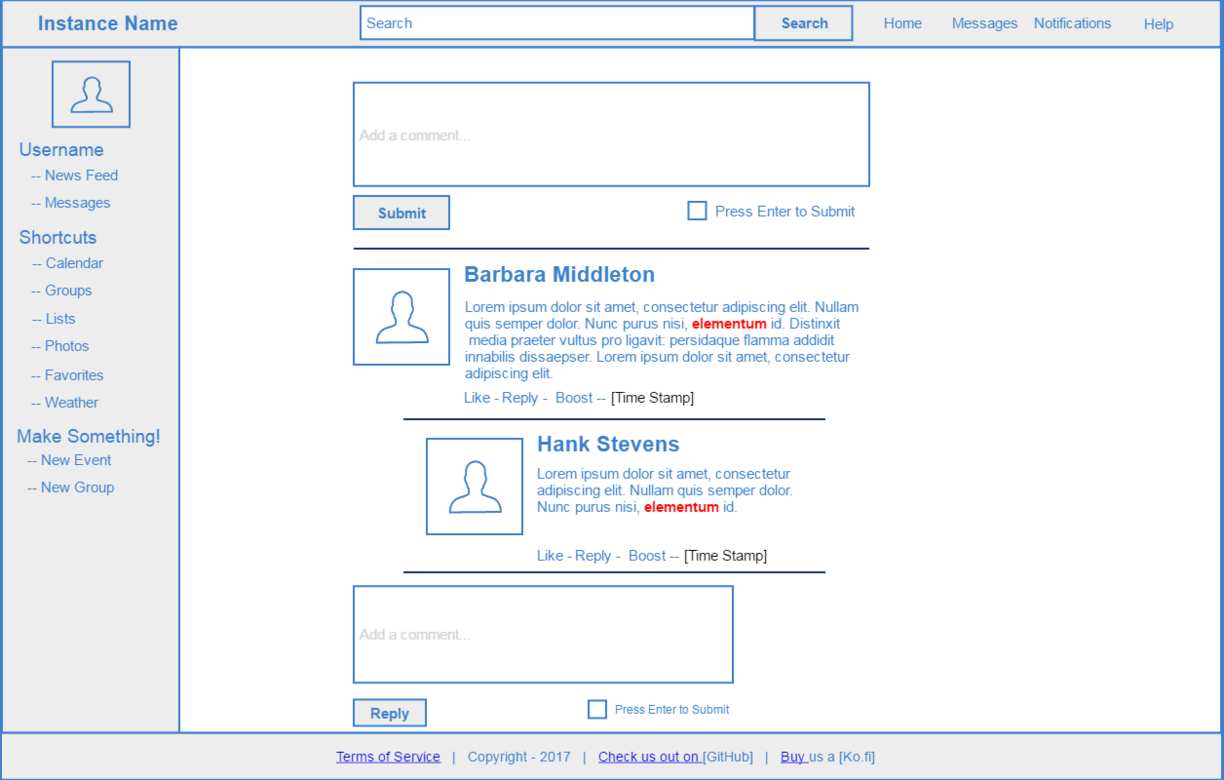 Instance Name
Search
Search
Home
Messages
Notifications
Help
Username
-- News Feed
-- Messages
Shortcuts
-- Calendar
-- Groups
-- Lists
-- Photos
-- Favorites
-- Weather
Make Something!
-- New Event
-- New Group
Add a comment...
Submit
Press Enter to Submit
Barbara Middleton
Lorem ipsum dolor sit amet, consectetur adipiscing elit. Nullam
quis semper dolor. Nunc purus nisi, elementum id. Distinxit
media praeter vultus pro ligavit: persidaque flamma addidit
innabilis dissaepser. Lorem ipsum dolor sit amet, consectetur
adipiscing elit.
Like - Reply - Boost -- [Time Stamp]
Hank Stevens
Lorem ipsum dolor sit amet, consectetur
adipiscing elit. Nullam quis semper dolor.
Nunc purus nisi, elementum id.
Like - Reply - Boost -- [Time Stamp]
Add a comment...
Reply
Press Enter to Submit
Terms of Service | Copyright - 2017 | Check us out on [GitHub] | Buy us a [Ko.fi]